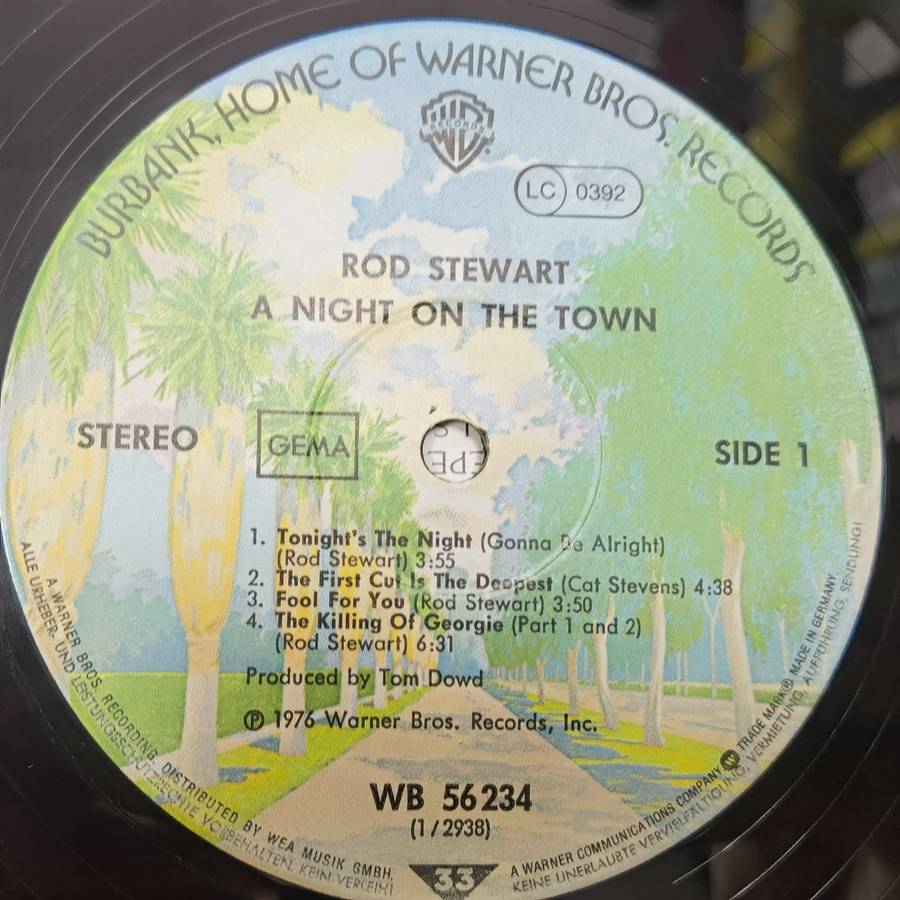 BURBANK, HOME OF WARNER BROS. RECORDS
WB
RECORDS
LC 0392
ROD STEWART
A NIGHT ON THE TOWN
STEREO
GEMA
SIDE 1
1. Tonight's The Night (Gonna Be Alright)
(Rod Stewart) 3:55
2. The First Cut Is The Deepest (Cat Stevens) 4:38
3. Fool For You (Rod Stewart) 3:50
4. The Killing Of Georgie (Part 1 and 2)
(Rod Stewart) 6:31
Produced by Tom Dowd
℗ 1976 Warner Bros. Records, Inc.
WB 56 234
(1/2938)
33
A WARNER BROS. RECORDING. DISTRIBUTED BY WEA MUSIK GMBH. A WARNER COMMUNICATIONS COMPANY TRADE MARK® MADE IN GERMANY
ALLE URHEBER- UND LEISTUNGSSCHUTZRECHTE VORBEHALTEN. KEIN VERLEIH! KEINE UNERLAUBTE VERVIELFÄLTIGUNG, VERMIETUNG, AUFFÜHRUNG, SENDUNG!